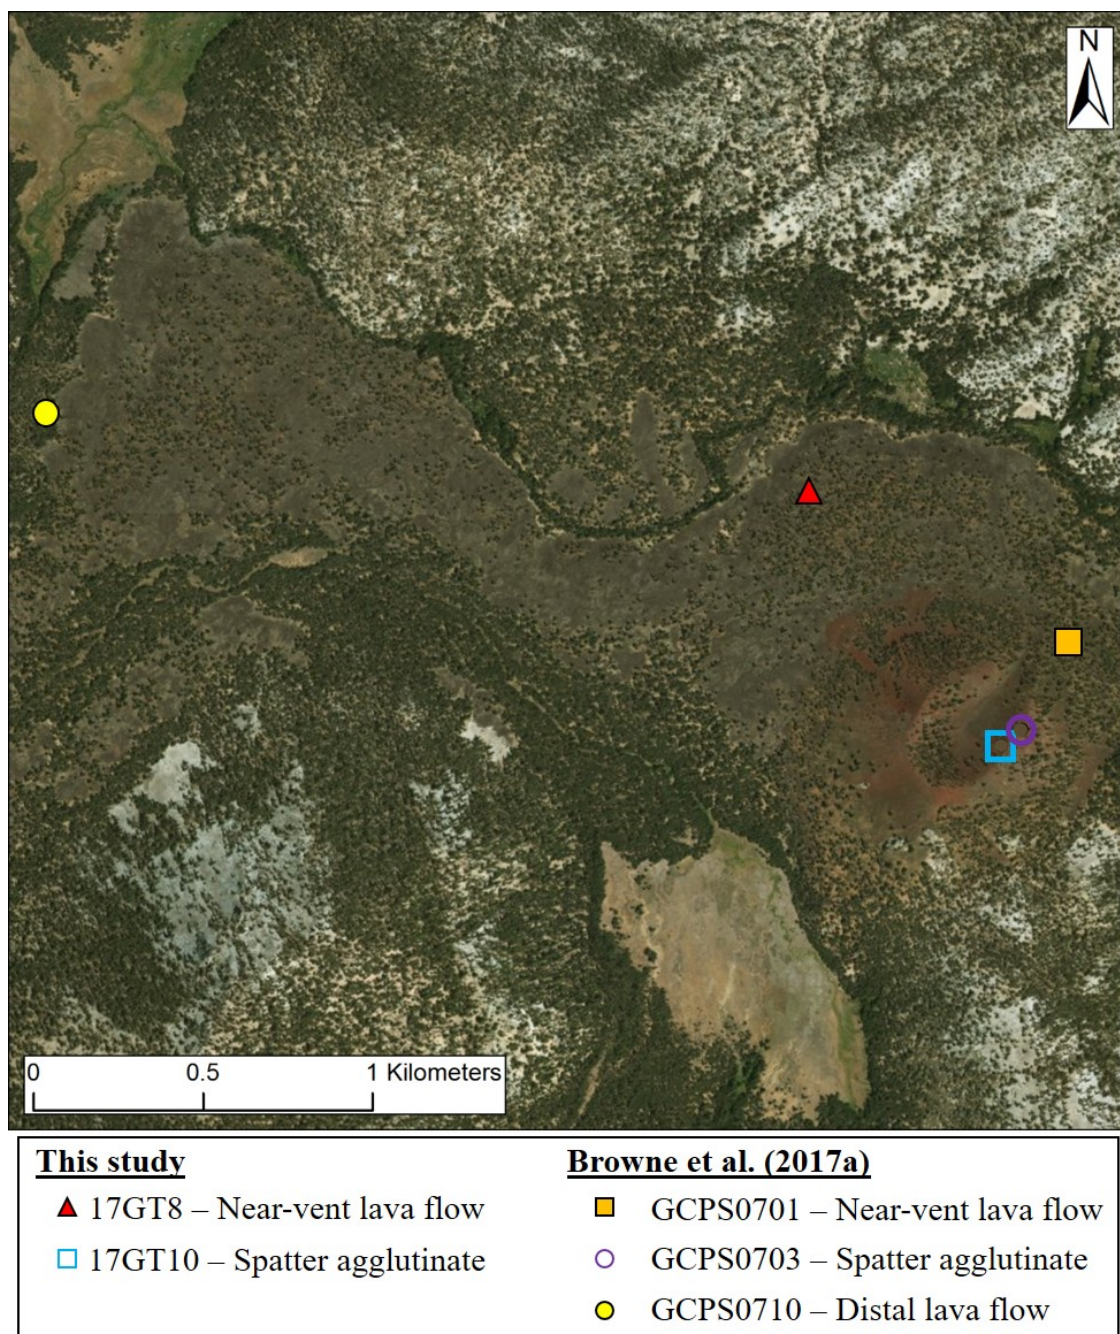 N
0 0.5 1 Kilometers
This study
17GT8 – Near-vent lava flow
17GT10 – Spatter agglutinate
Browne et al. (2017a)
GCPS0701 – Near-vent lava flow
GCPS0703 – Spatter agglutinate
GCPS0710 – Distal lava flow